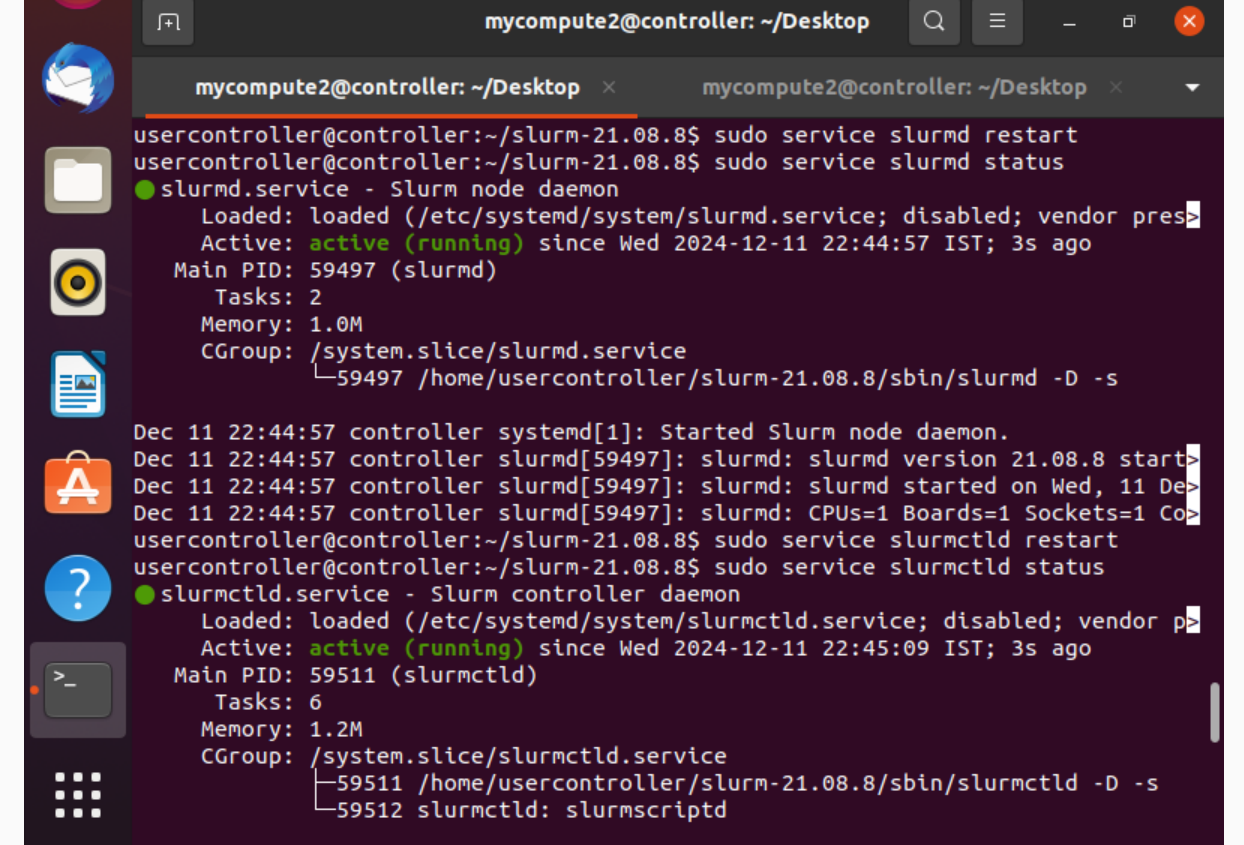 mycompute2@controller: ~/Desktop
mycompute2@controller: ~/Desktop × mycompute2@controller: ~/Desktop ×
usercontroller@controller:~/slurm-21.08.8$ sudo service slurmd restart
usercontroller@controller:~/slurm-21.08.8$ sudo service slurmd status
● slurmd.service - Slurm node daemon
     Loaded: loaded (/etc/systemd/system/slurmd.service; disabled; vendor pres>
     Active: active (running) since Wed 2024-12-11 22:44:57 IST; 3s ago
   Main PID: 59497 (slurmd)
      Tasks: 2
     Memory: 1.0M
     CGroup: /system.slice/slurmd.service
             └─59497 /home/usercontroller/slurm-21.08.8/sbin/slurmd -D -s
Dec 11 22:44:57 controller systemd[1]: Started Slurm node daemon.
Dec 11 22:44:57 controller slurmd[59497]: slurmd: slurmd version 21.08.8 start>
Dec 11 22:44:57 controller slurmd[59497]: slurmd: slurmd started on Wed, 11 De>
Dec 11 22:44:57 controller slurmd[59497]: slurmd: CPUs=1 Boards=1 Sockets=1 Co>
usercontroller@controller:~/slurm-21.08.8$ sudo service slurmctld restart
usercontroller@controller:~/slurm-21.08.8$ sudo service slurmctld status
● slurmctld.service - Slurm controller daemon
     Loaded: loaded (/etc/systemd/system/slurmctld.service; disabled; vendor p>
     Active: active (running) since Wed 2024-12-11 22:45:09 IST; 3s ago
   Main PID: 59511 (slurmctld)
      Tasks: 6
     Memory: 1.2M
     CGroup: /system.slice/slurmctld.service
             ├─59511 /home/usercontroller/slurm-21.08.8/sbin/slurmctld -D -s
             └─59512 slurmctld: slurmscriptd